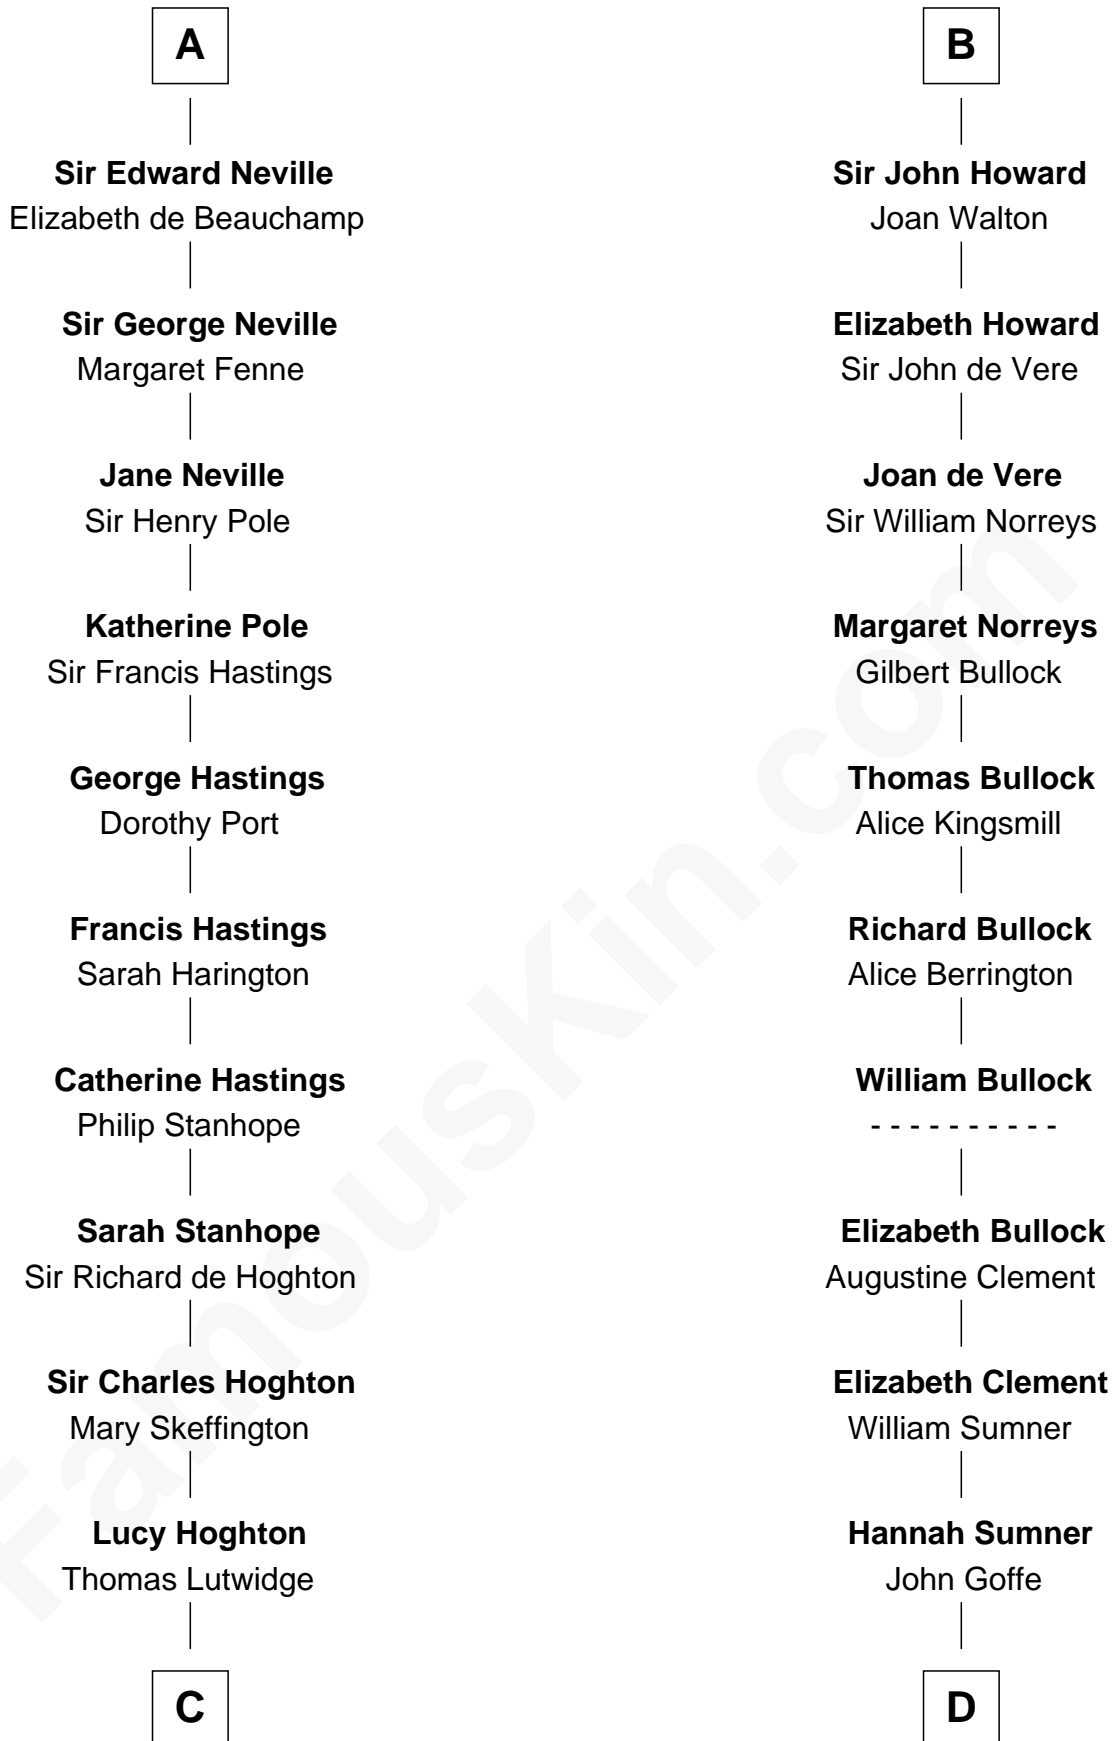 A
Sir Edward Neville
Elizabeth de Beauchamp
Sir George Neville
Margaret Fenne
Jane Neville
Sir Henry Pole
Katherine Pole
Sir Francis Hastings
George Hastings
Dorothy Port
Francis Hastings
Sarah Harington
Catherine Hastings
Philip Stanhope
Sarah Stanhope
Sir Richard de Hoghton
Sir Charles Hoghton
Mary Skeffington
Lucy Hoghton
Thomas Lutwidge
C
B
Sir John Howard
Joan Walton
Elizabeth Howard
Sir John de Vere
Joan de Vere
Sir William Norreys
Margaret Norreys
Gilbert Bullock
Thomas Bullock
Alice Kingsmill
Richard Bullock
Alice Berrington
William Bullock
- - - - - - - - - -
Elizabeth Bullock
Augustine Clement
Elizabeth Clement
William Sumner
Hannah Sumner
John Goffe
D
FamousKin.com